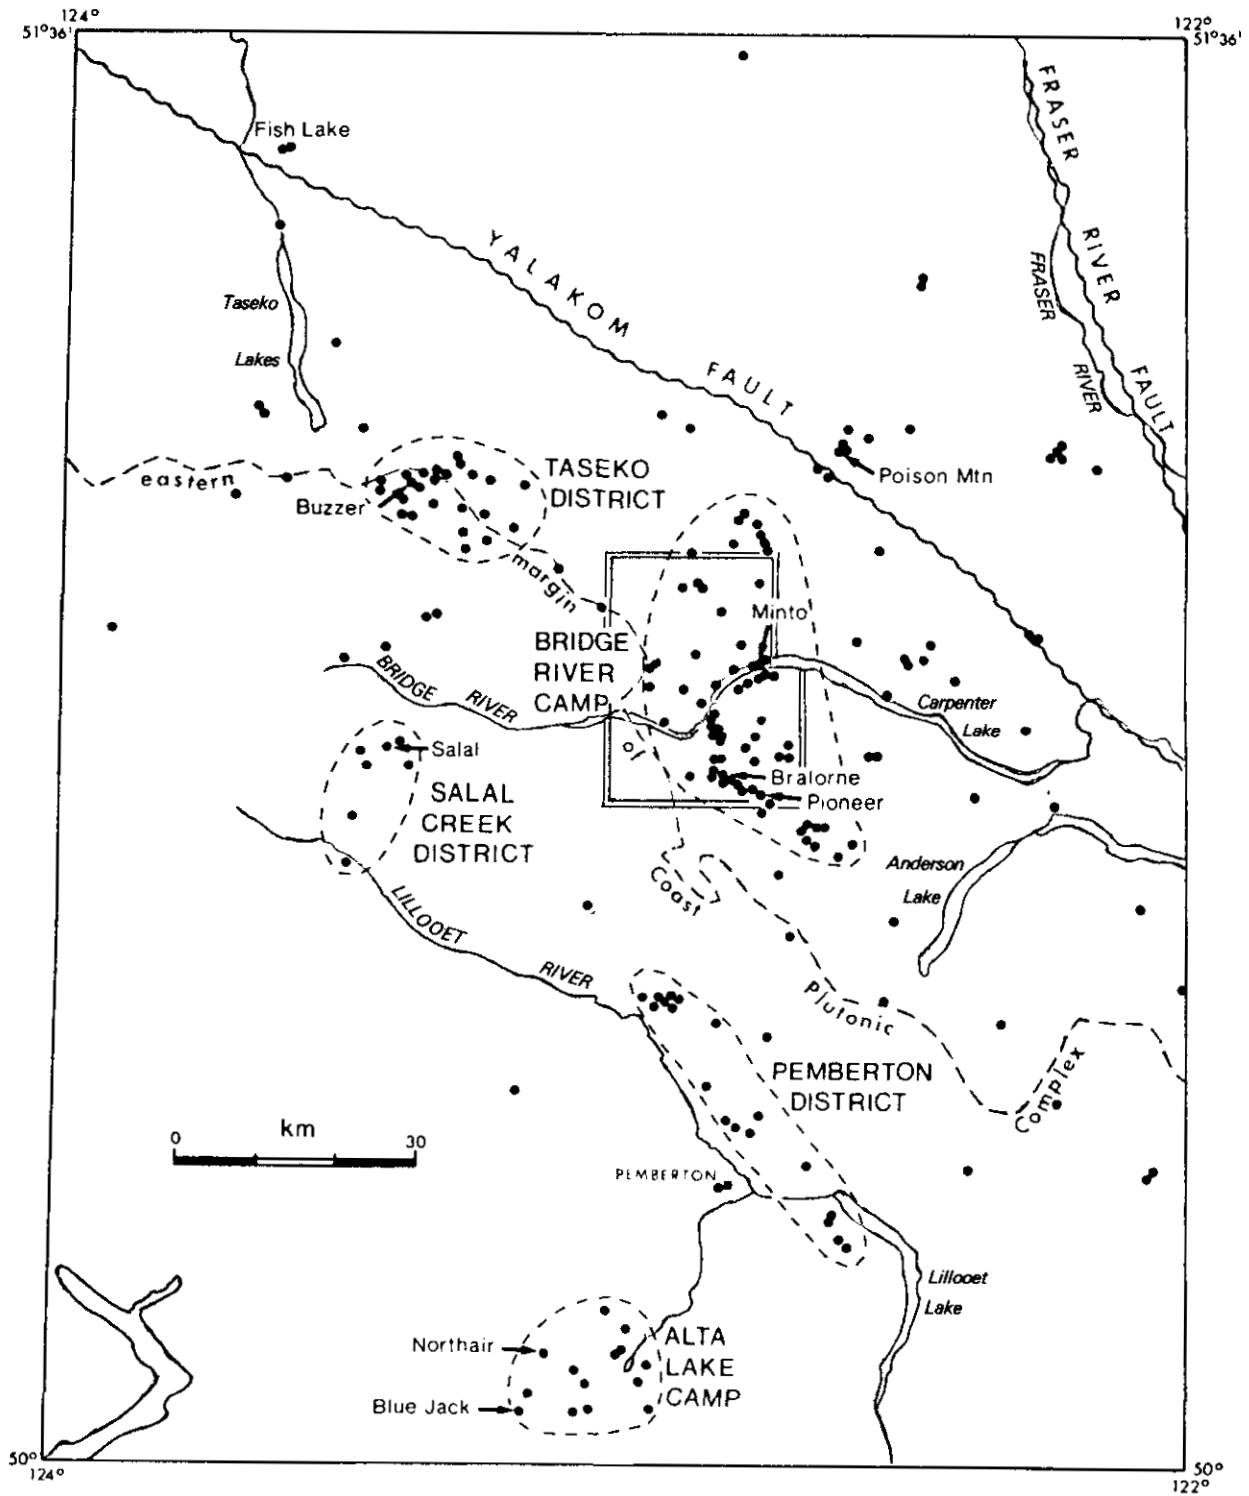 124°
122°
51°36'
51°36'
Fish Lake
FRASER RIVER FAULT
FRASER RIVER
YALAKOM FAULT
Taseko
Lakes
Poison Mtn
eastern margin of Coast Plutonic Complex
TASEKO
DISTRICT
Buzzer
Minto
BRIDGE
RIVER
CAMP
BRIDGE RIVER
Carpenter
Lake
Salal
Bralorne
Pioneer
SALAL
CREEK
DISTRICT
Anderson
Lake
LILLOOET RIVER
PEMBERTON
DISTRICT
km
0 30
PEMBERTON
Lillooet
Lake
Northair
ALTA
LAKE
CAMP
Blue Jack
50°
50°
124°
122°